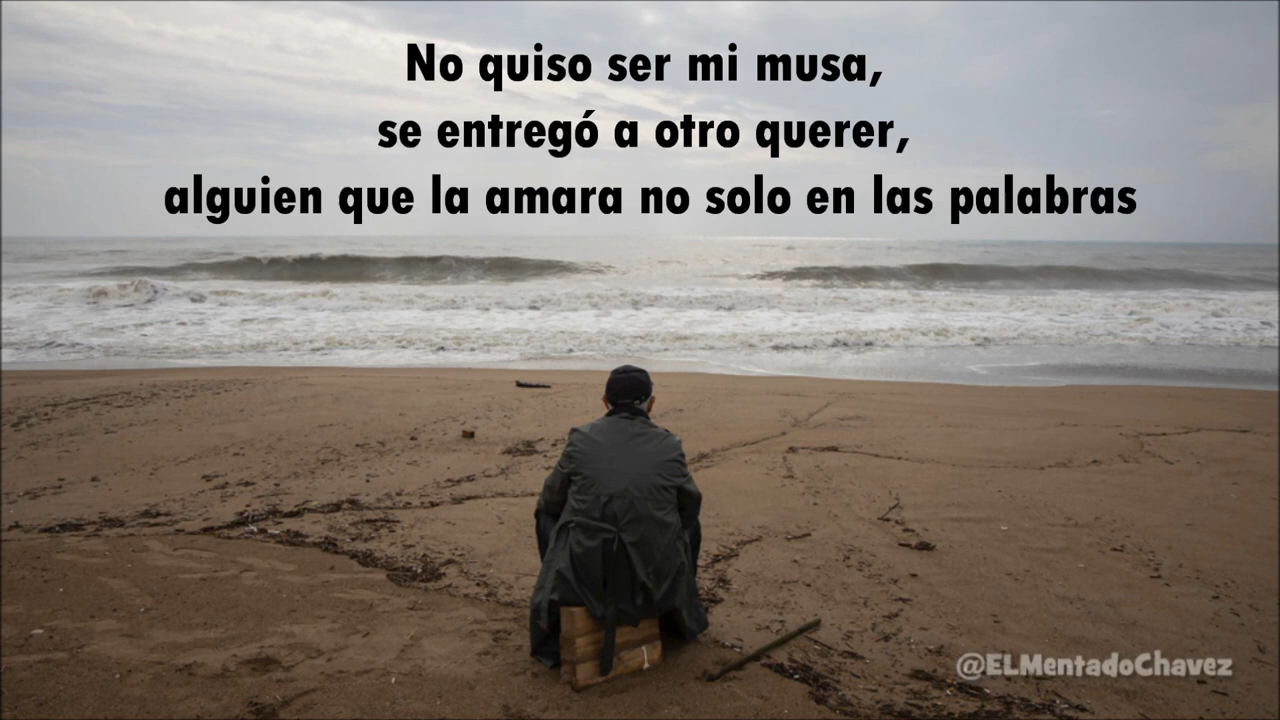 No quiso ser mi musa,
se entregó a otro querer,
alguien que la amara no solo en las palabras
@ELMentadoChavez